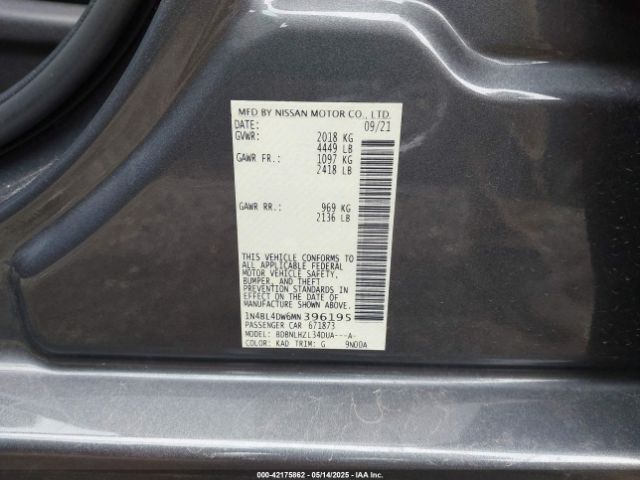 MFD BY NISSAN MOTOR CO., LTD.
DATE: 09/21
GVWR: 2018 KG
4449 LB
GAWR FR.: 1097 KG
2418 LB
GAWR RR.: 969 KG
2136 LB
THIS VEHICLE CONFORMS TO
ALL APPLICABLE FEDERAL
MOTOR VEHICLE SAFETY,
BUMPER, AND THEFT
PREVENTION STANDARDS IN
EFFECT ON THE DATE OF
MANUFACTURE SHOWN ABOVE.
1N4BL4DW6MN396195
PASSENGER CAR 671873
MODEL: BDBNLHZL34DUA---A-
COLOR: KAD TRIM: G 9N00A
000-42175862 - 05/14/2025 - IAA Inc.